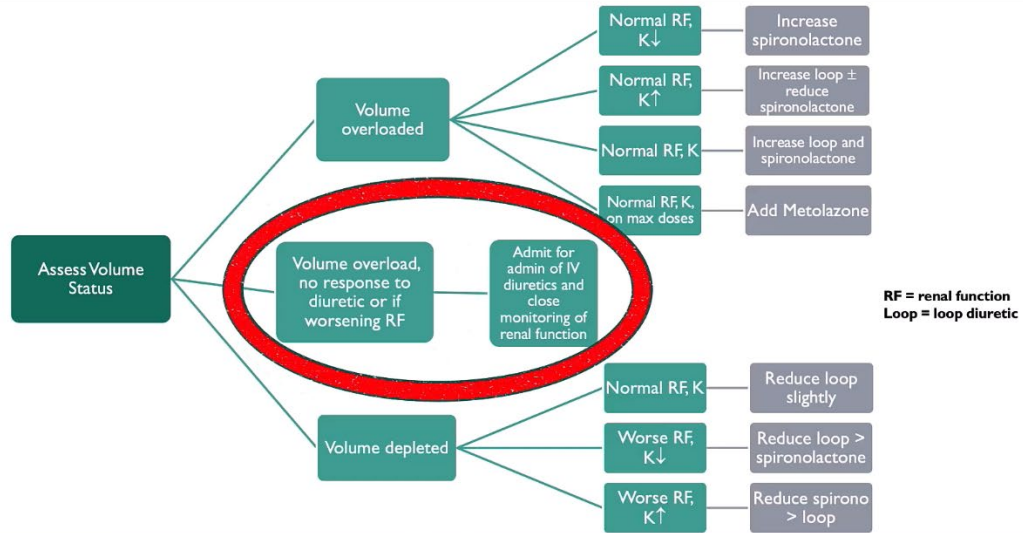 Assess Volume
Status
Volume
overloaded
Normal RF,
K↓
Increase
spironolactone
Normal RF,
K↑
Increase loop ±
reduce
spironolactone
Normal RF, K
Increase loop and
spironolactone
Normal RF, K,
on max doses
Add Metolazone
Volume overload,
no response to
diuretic or if
worsening RF
Admit for
admin of IV
diuretics and
close
monitoring of
renal function
RF = renal function
Loop = loop diuretic
Volume depleted
Normal RF, K
Reduce loop
slightly
Worse RF,
K↓
Reduce loop >
spironolactone
Worse RF,
K↑
Reduce spirono
> loop